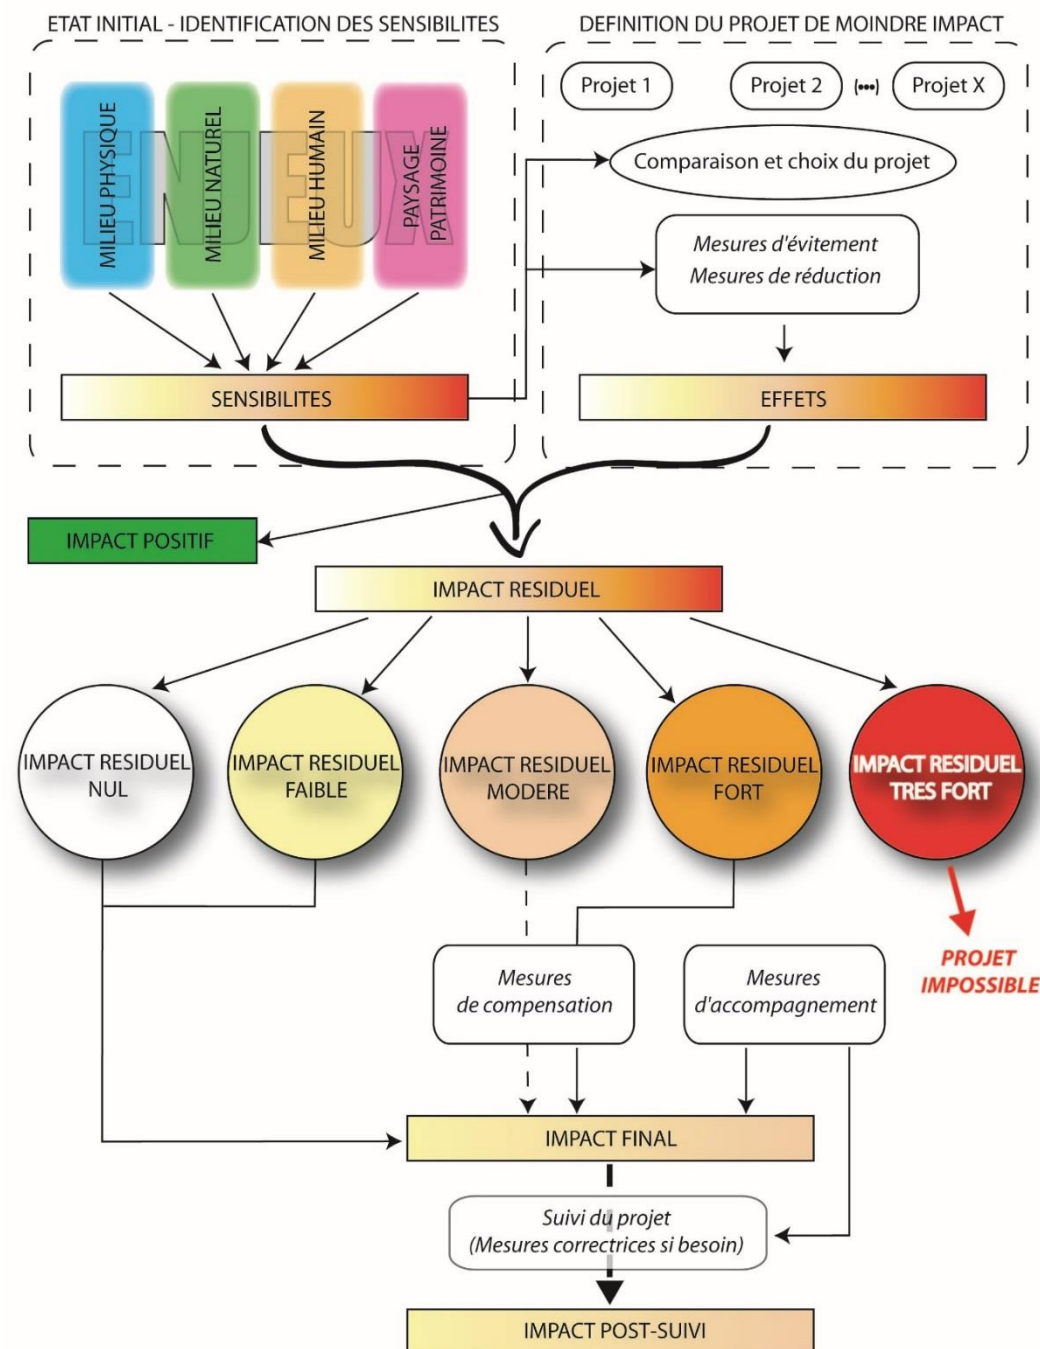 ETAT INITIAL - IDENTIFICATION DES SENSIBILITES
DEFINITION DU PROJET DE MOINDRE IMPACT
ENJEUX
MILIEU PHYSIQUE
MILIEU NATUREL
MILIEU HUMAIN
PAYSAGE
PATRIMOINE
Projet 1
Projet 2
(•••)
Projet X
Comparaison et choix du projet
Mesures d'évitement
Mesures de réduction
SENSIBILITES
EFFETS
IMPACT POSITIF
IMPACT RESIDUEL
IMPACT RESIDUEL
NUL
IMPACT RESIDUEL
FAIBLE
IMPACT RESIDUEL
MODERE
IMPACT RESIDUEL
FORT
IMPACT RESIDUEL
TRES FORT
PROJET
IMPOSSIBLE
Mesures
de compensation
Mesures
d'accompagnement
IMPACT FINAL
Suivi du projet
(Mesures correctrices si besoin)
IMPACT POST-SUIVI